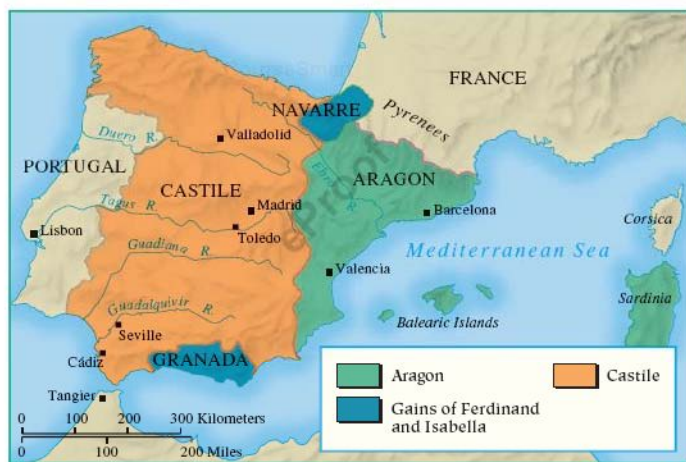 FRANCE
NAVARRE
Pyrenees
Duero R.
Valladolid
Ebro R.
PORTUGAL
CASTILE
ARAGON
Madrid
Tagus R.
Barcelona
Corsica
Lisbon
Toledo
Guadiana R.
Mediterranean Sea
Valencia
Sardinia
Guadalquivir R.
Balearic Islands
Seville
Cádiz
GRANADA
Tangier
Aragon
Castile
Gains of Ferdinand
and Isabella
0 100 200 300 Kilometers
0 100 200 Miles
eProof